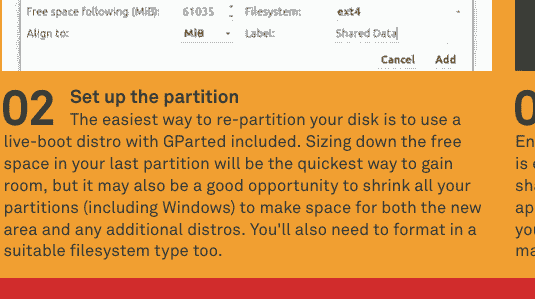 Free space following (MiB): 61035 Filesystem: ext4
Align to: MiB Label: Shared Data
Cancel Add
02 Set up the partition
The easiest way to re-partition your disk is to use a
live-boot distro with GParted included. Sizing down the free
space in your last partition will be the quickest way to gain
room, but it may also be a good opportunity to shrink all your
partitions (including Windows) to make space for both the new
area and any additional distros. You'll also need to format in a
suitable filesystem type too.